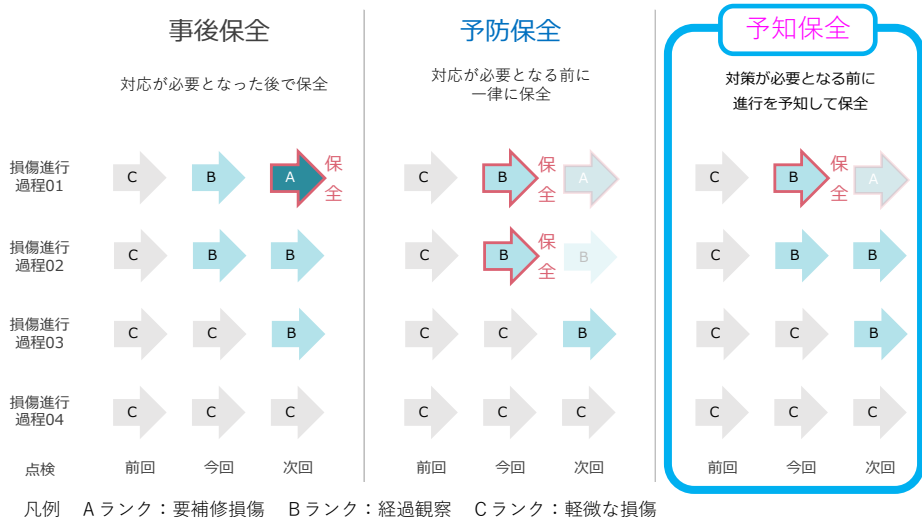 事後保全
予防保全
予知保全
対応が必要となった後で保全
対応が必要となる前に
一律に保全
対策が必要となる前に
進行を予知して保全
損傷進行
過程01
C
B
A
保
全
C
B
保
全
A
C
B
保
全
A
損傷進行
過程02
C
B
B
C
B
保
全
B
C
B
B
損傷進行
過程03
C
C
B
C
C
B
C
C
B
損傷進行
過程04
C
C
C
C
C
C
C
C
C
点検
前回
今回
次回
前回
今回
次回
前回
今回
次回
凡例 Aランク：要補修損傷 Bランク：経過観察 Cランク：軽微な損傷